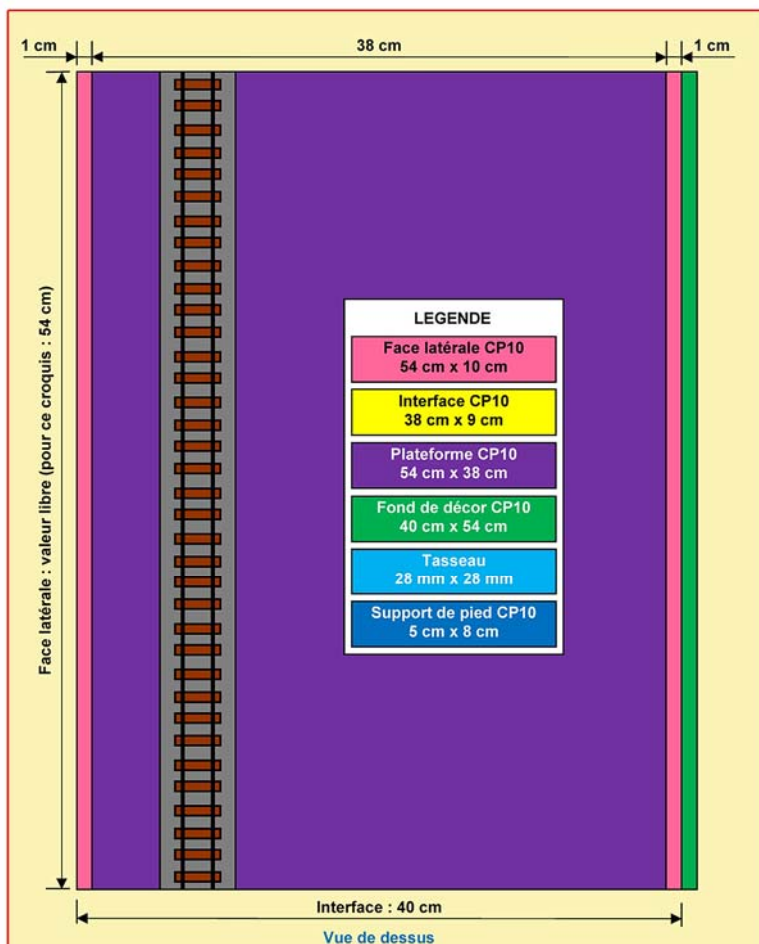 1 cm
38 cm
1 cm
Face latérale : valeur libre (pour ce croquis : 54 cm)
LEGENDE
Face latérale CP10
54 cm x 10 cm
Interface CP10
38 cm x 9 cm
Plateforme CP10
54 cm x 38 cm
Fond de décor CP10
40 cm x 54 cm
Tasseau
28 mm x 28 mm
Support de pied CP10
5 cm x 8 cm
Interface : 40 cm
Vue de dessus